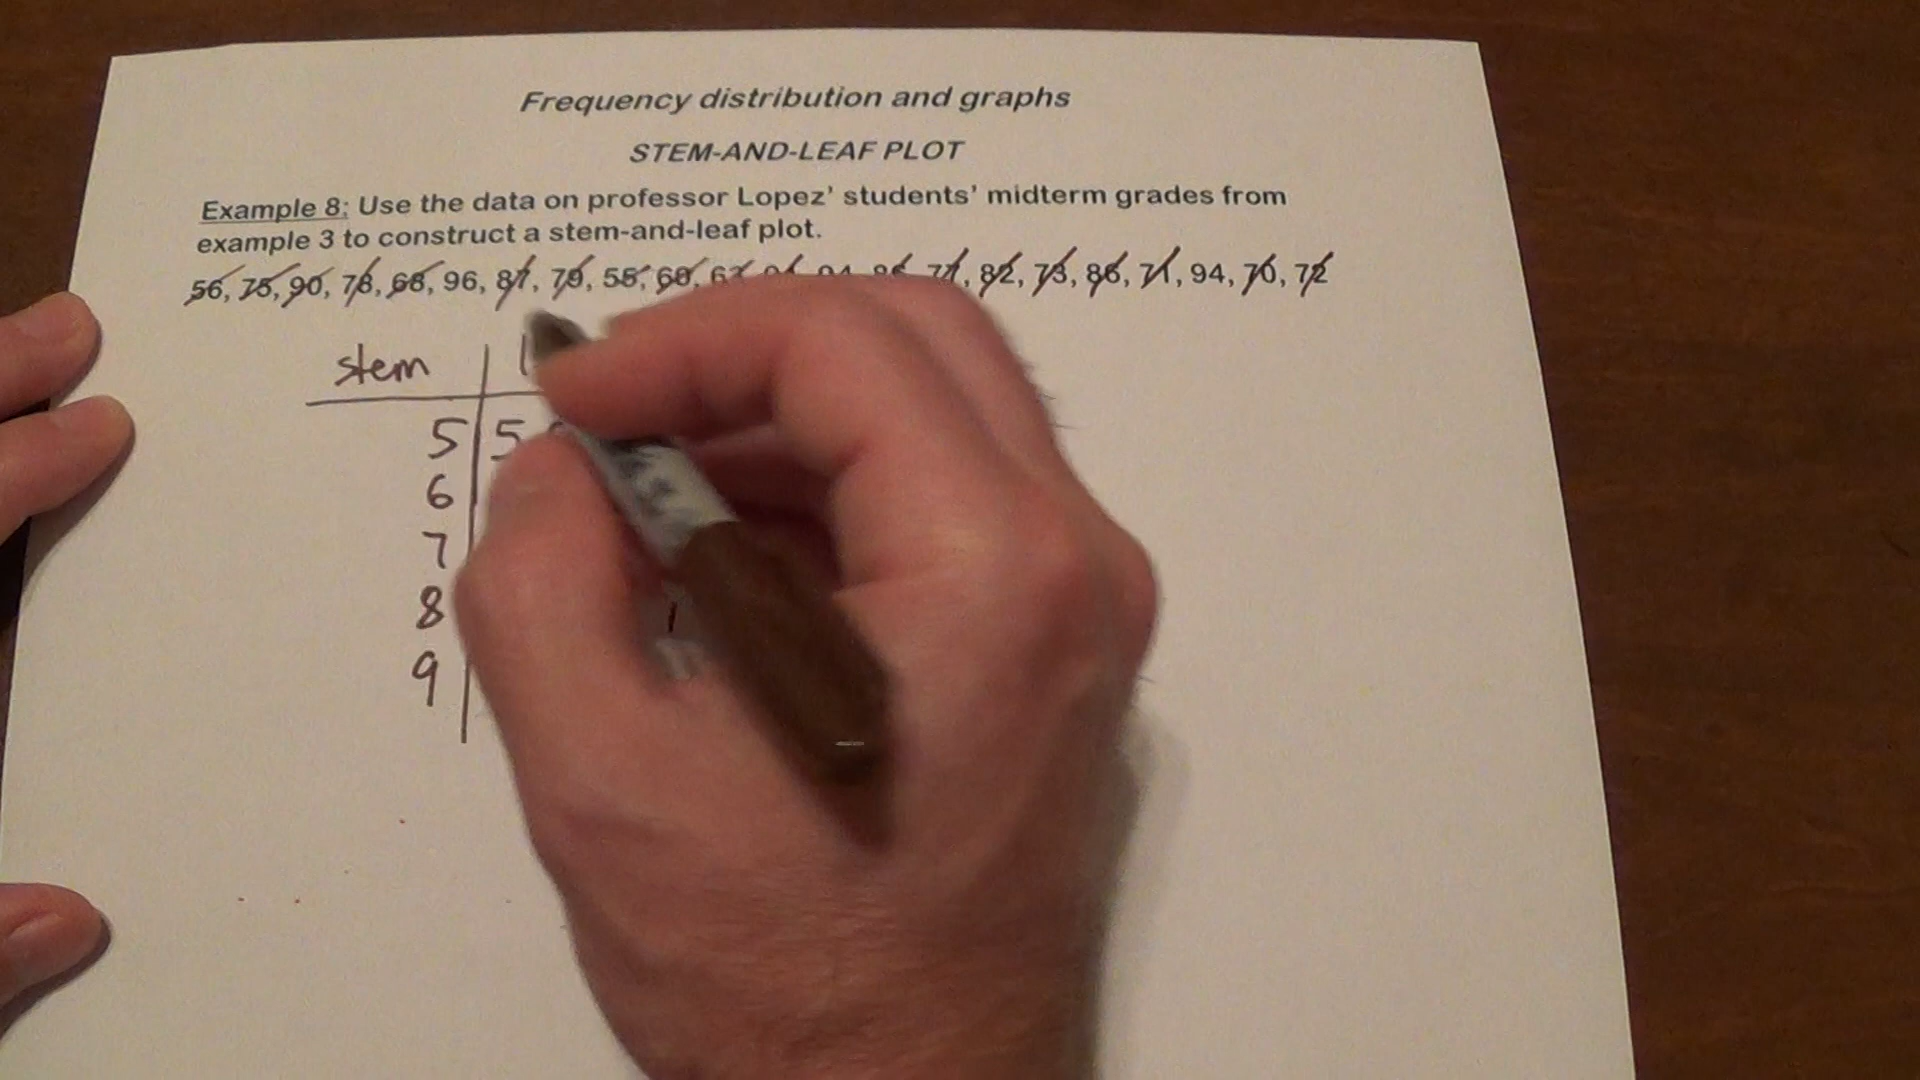 Frequency distribution and graphs
STEM-AND-LEAF PLOT
Example 8: Use the data on professor Lopez' students' midterm grades from
example 3 to construct a stem-and-leaf plot.
56, 75, 90, 78, 68, 96, 87, 79, 55, 60, 82, 73, 86, 71, 94, 70, 72
stem
5 5
6
7
8
9